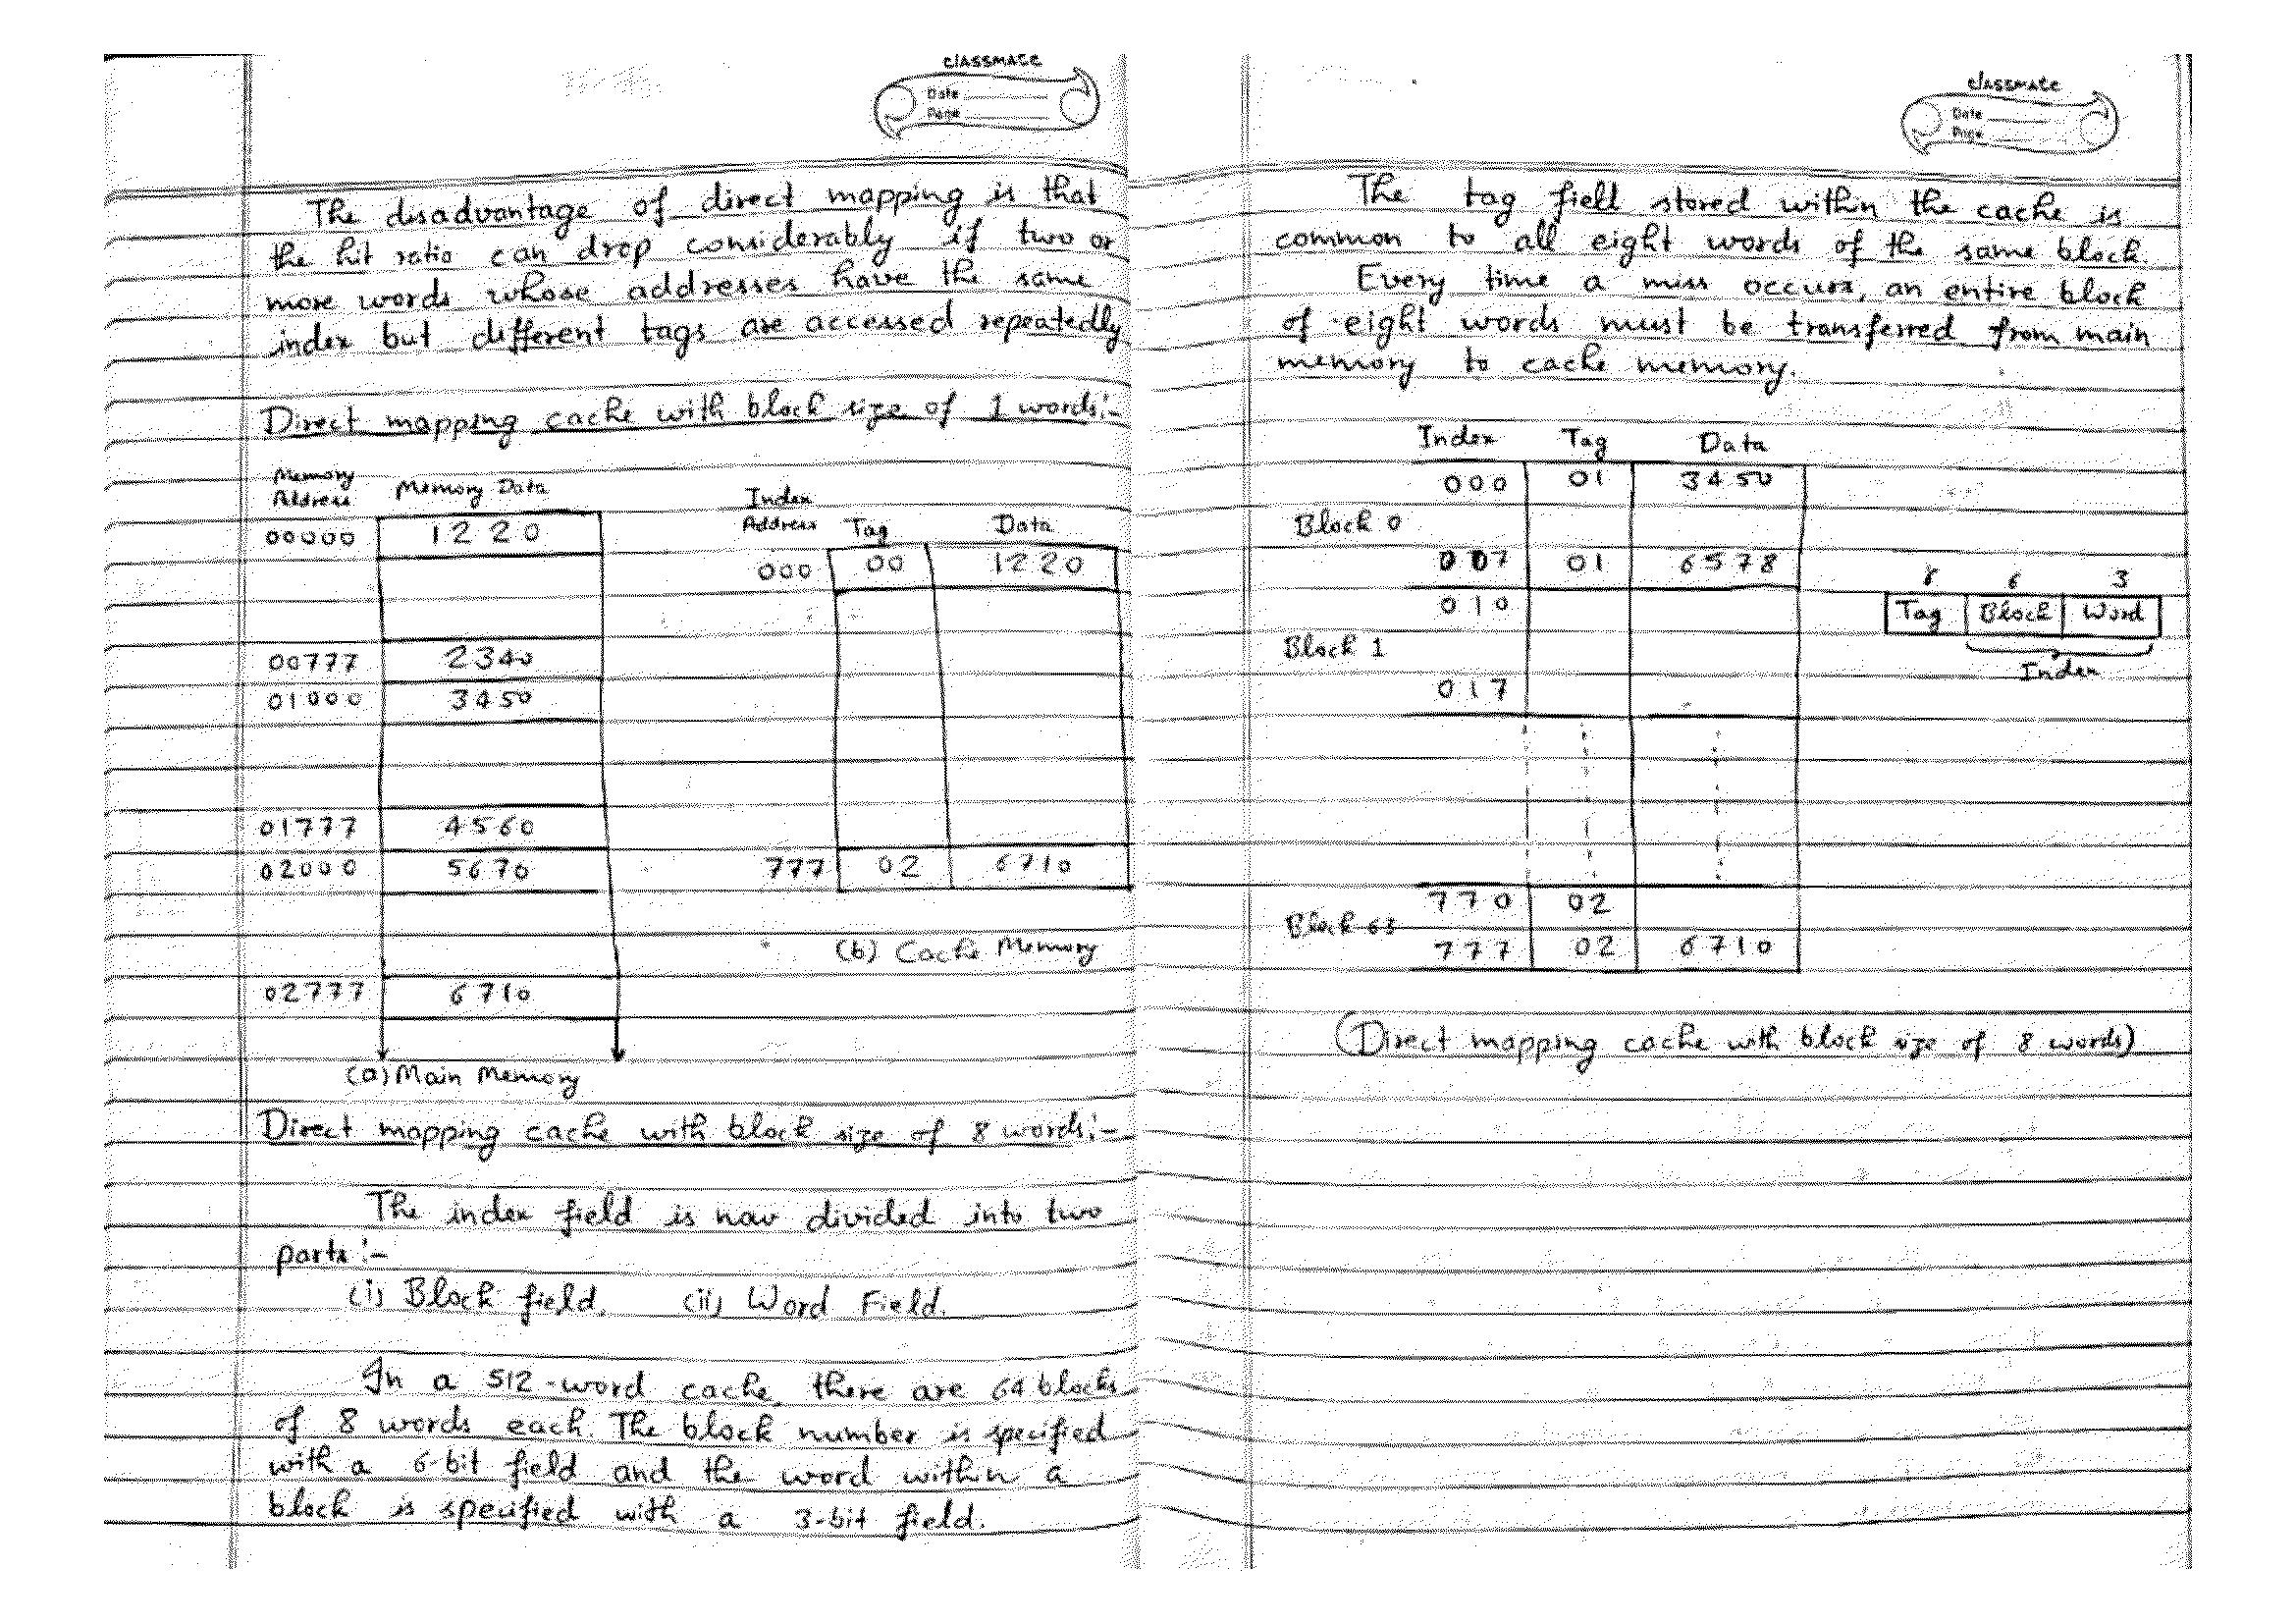 classmate
Date
Page
The disadvantage of direct mapping is that
the hit ratio can drop considerably if two or
more words whose addresses have the same
index but different tags are accessed repeatedly
Direct mapping cache with block size of 1 words:-
Memory Address Memory Data
00000 1220
00777 2340
01000 3450
01777 4560
02000 5670
02777 6710
(a) Main Memory
Index Address Tag Data
000 00 1220
777 02 6710
(b) Cache Memory
Direct mapping cache with block size of 8 words:-
The index field is now divided into two
parts :-
(i) Block field. (ii) Word Field.
In a 512-word cache, there are 64 blocks
of 8 words each. The block number is specified
with a 6-bit field and the word within a
block is specified with a 3-bit field.
classmate
Date
Page
The tag field stored within the cache is
common to all eight words of the same block.
Every time a miss occurs, an entire block
of eight words must be transferred from main
memory to cache memory.
Index Tag Data
000 01 3450
Block 0
007 01 6578
010
Block 1
017
770 02
Block 63
777 02 6710
6 3
Tag Block Word
Index
(Direct mapping cache with block size of 8 words)